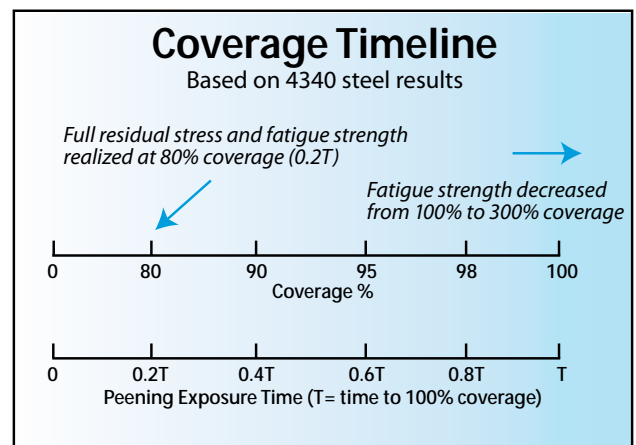 Coverage Timeline
Based on 4340 steel results
Full residual stress and fatigue strength
realized at 80% coverage (0.2T)
Fatigue strength decreased
from 100% to 300% coverage
0 80 90 95 98 100
Coverage %
0 0.2T 0.4T 0.6T 0.8T T
Peening Exposure Time (T= time to 100% coverage)